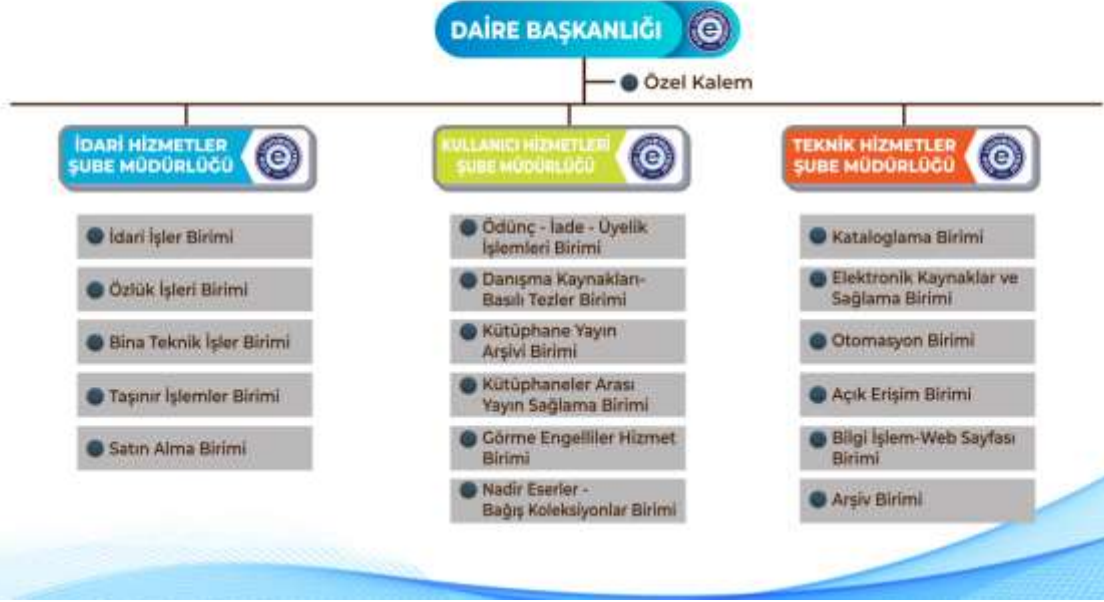 DAİRE BAŞKANLIĞI
Özel Kalem
İDARİ HİZMETLER
ŞUBE MÜDÜRLÜĞÜ
İdari İşler Birimi
Özlük İşleri Birimi
Bina Teknik İşler Birimi
Taşınır İşlemler Birimi
Satın Alma Birimi
KULLANICI HİZMETLERİ
ŞUBE MÜDÜRLÜĞÜ
Ödünç - İade - Üyelik
İşlemleri Birimi
Danışma Kaynakları-
Basılı Tezler Birimi
Kütüphane Yayın
Arşivi Birimi
Kütüphaneler Arası
Yayın Sağlama Birimi
Görme Engelliler Hizmet
Birimi
Nadir Eserler -
Bağış Koleksiyonlar Birimi
TEKNİK HİZMETLER
ŞUBE MÜDÜRLÜĞÜ
Kataloglama Birimi
Elektronik Kaynaklar ve
Sağlama Birimi
Otomasyon Birimi
Açık Erişim Birimi
Bilgi İşlem-Web Sayfası
Birimi
Arşiv Birimi